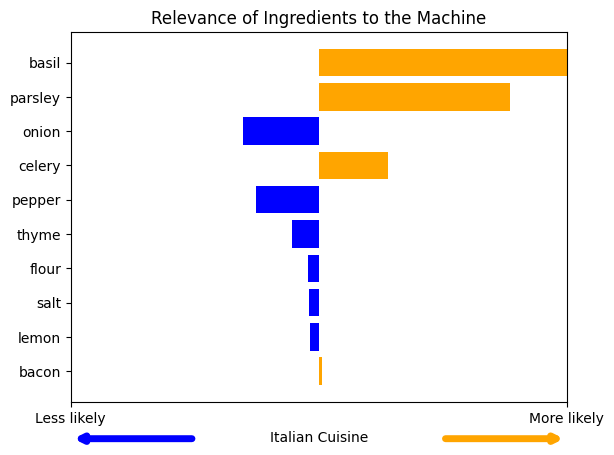 Relevance of Ingredients to the Machine
basil
parsley
onion
celery
pepper
thyme
flour
salt
lemon
bacon
Less likely
More likely
Italian Cuisine